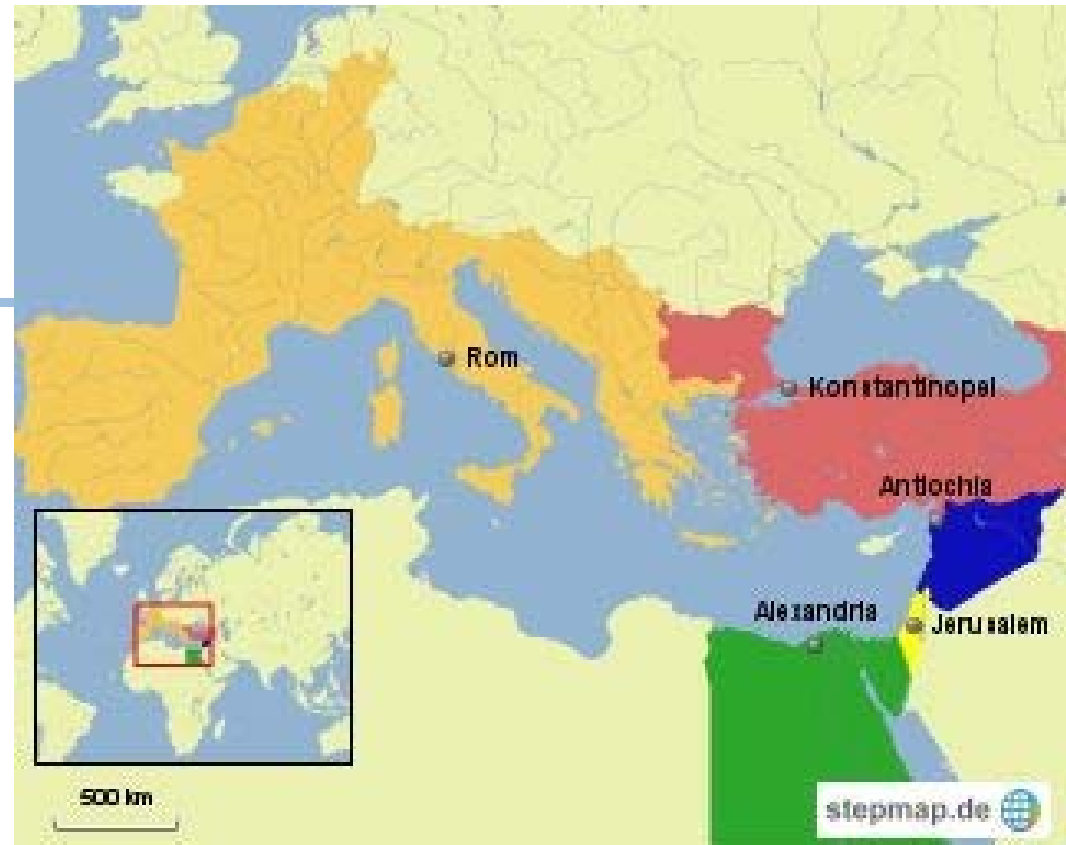 Rom
Konstantinopel
Antiochia
Alexandria
Jerusalem
500 km
stepmap.de